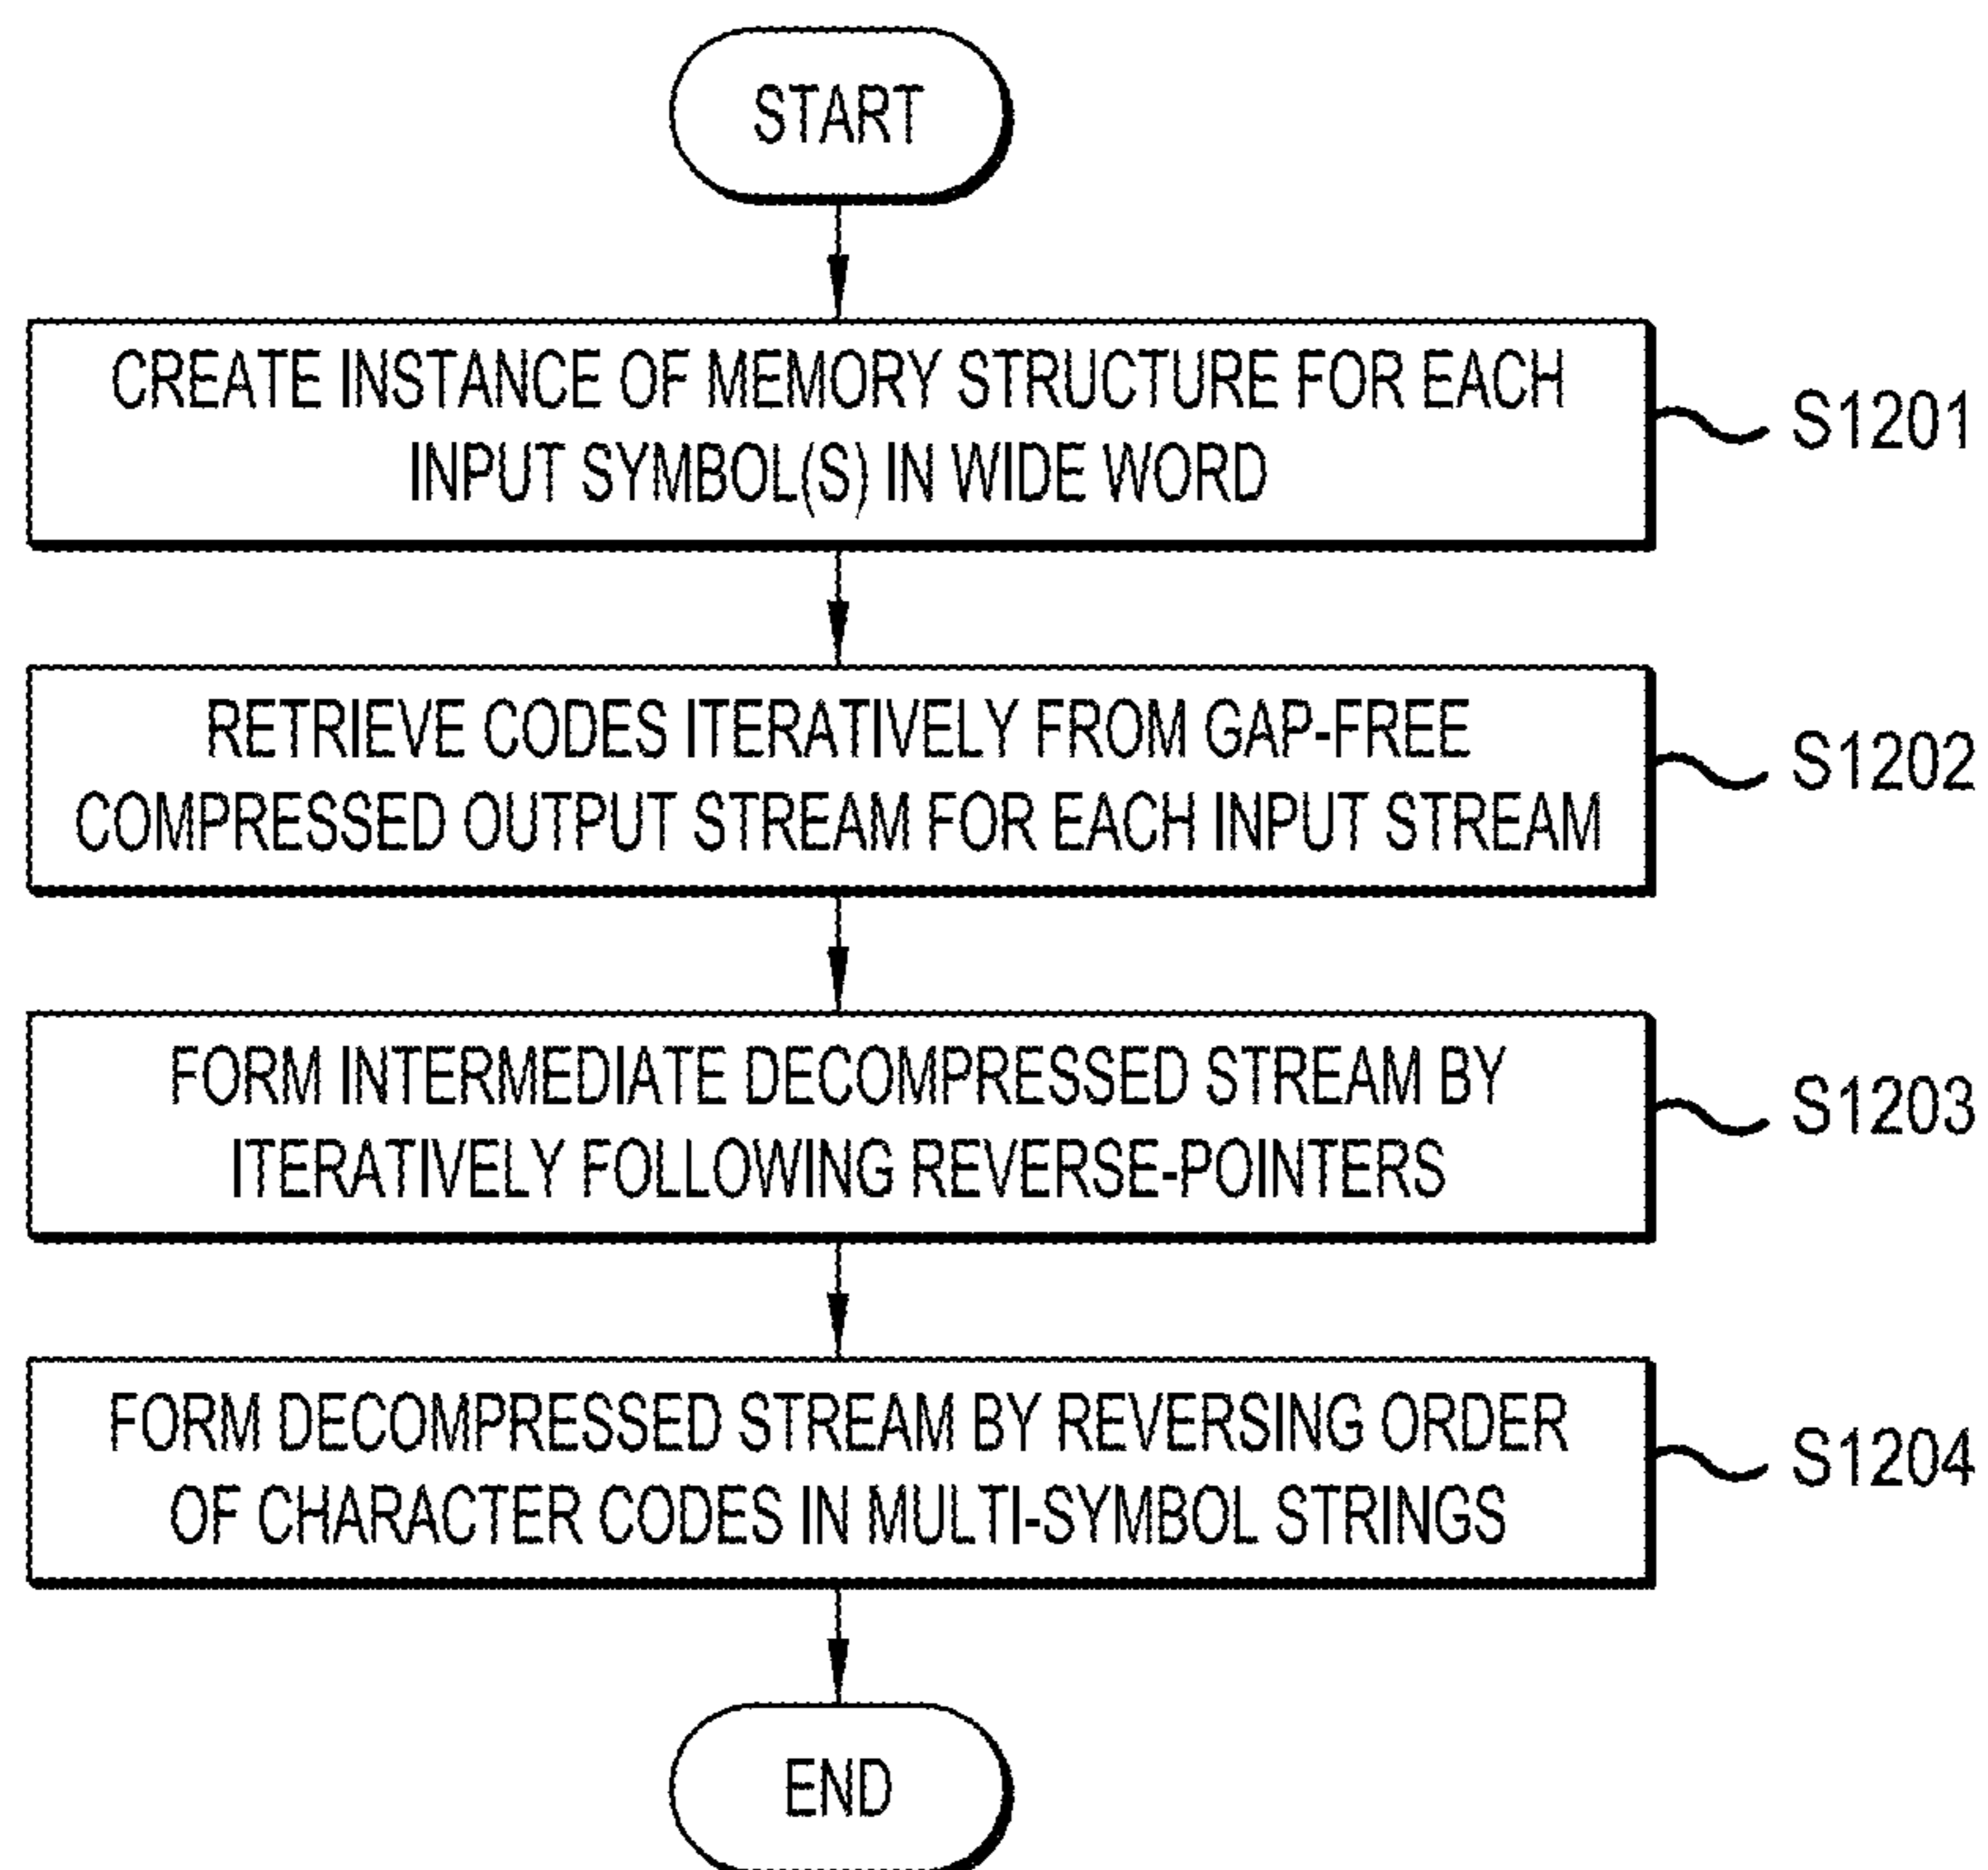 START
CREATE INSTANCE OF MEMORY STRUCTURE FOR EACH
INPUT SYMBOL(S) IN WIDE WORD
S1201
RETRIEVE CODES ITERATIVELY FROM GAP-FREE
COMPRESSED OUTPUT STREAM FOR EACH INPUT STREAM
S1202
FORM INTERMEDIATE DECOMPRESSED STREAM BY
ITERATIVELY FOLLOWING REVERSE-POINTERS
S1203
FORM DECOMPRESSED STREAM BY REVERSING ORDER
OF CHARACTER CODES IN MULTI-SYMBOL STRINGS
S1204
END